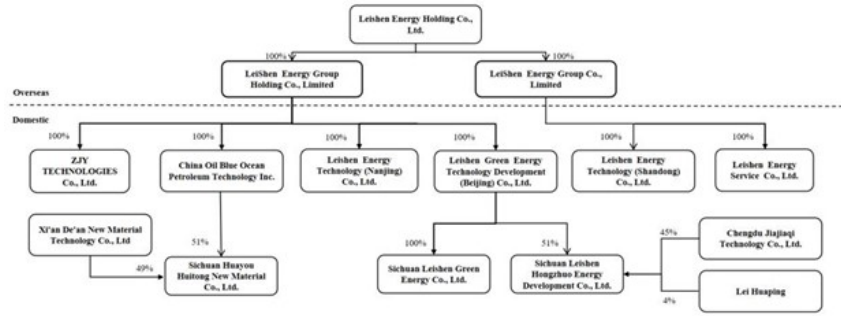 Leishen Energy Holding Co.,
Ltd.
100%
100%
LeiShen Energy Group
Holding Co., Limited
LeiShen Energy Group Co.,
Limited
Overseas
Domestic
100%
100%
100%
100%
100%
100%
ZJY
TECHNOLOGIES
Co., Ltd.
China Oil Blue Ocean
Petroleum Technology Inc.
Leishen Energy
Technology (Nanjing)
Co., Ltd.
Leishen Green Energy
Technology Development
(Beijing) Co., Ltd.
Leishen Energy
Technology (Shandong)
Co., Ltd.
Leishen Energy
Service Co., Ltd.
Xi'an De'an New Material
Technology Co., Ltd
51%
49%
Sichuan Huayou
Huitong New Material
Co., Ltd.
100%
Sichuan Leishen Green
Energy Co., Ltd.
51%
Sichuan Leishen
Hongzhuo Energy
Development Co., Ltd.
45%
Chengdu Jiajiaqi
Technology Co., Ltd.
4%
Lei Huaping